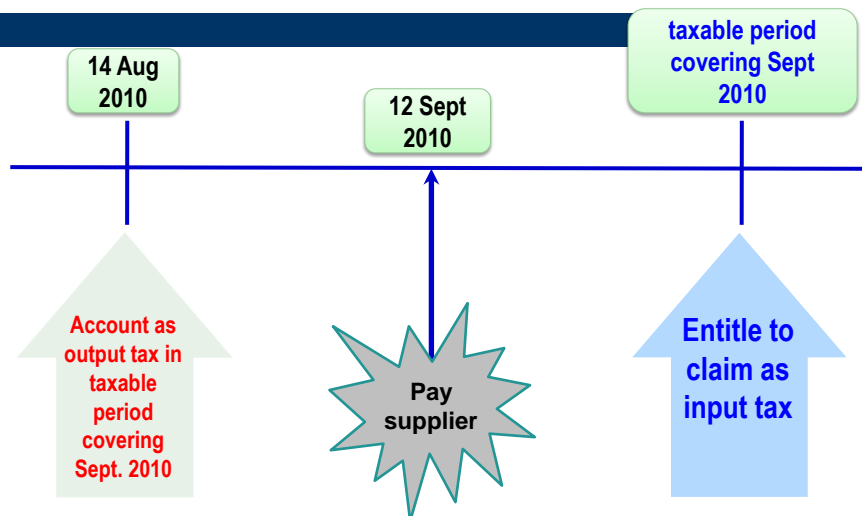 14 Aug
2010
12 Sept
2010
taxable period
covering Sept
2010
Account as
output tax in
taxable
period
covering
Sept. 2010
Pay
supplier
Entitle to
claim as
input tax